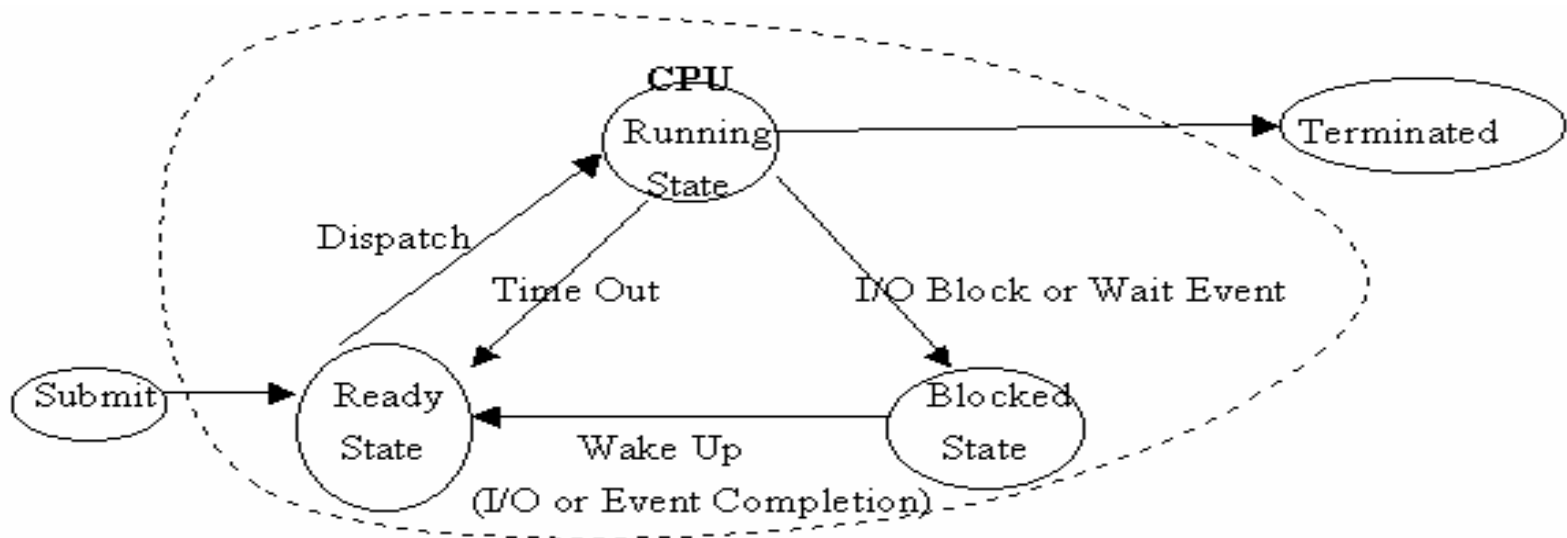 CPU
Running
State
Terminated
Dispatch
Time Out
I/O Block or Wait Event
Submit
Ready
State
Blocked
State
Wake Up
(I/O or Event Completion)